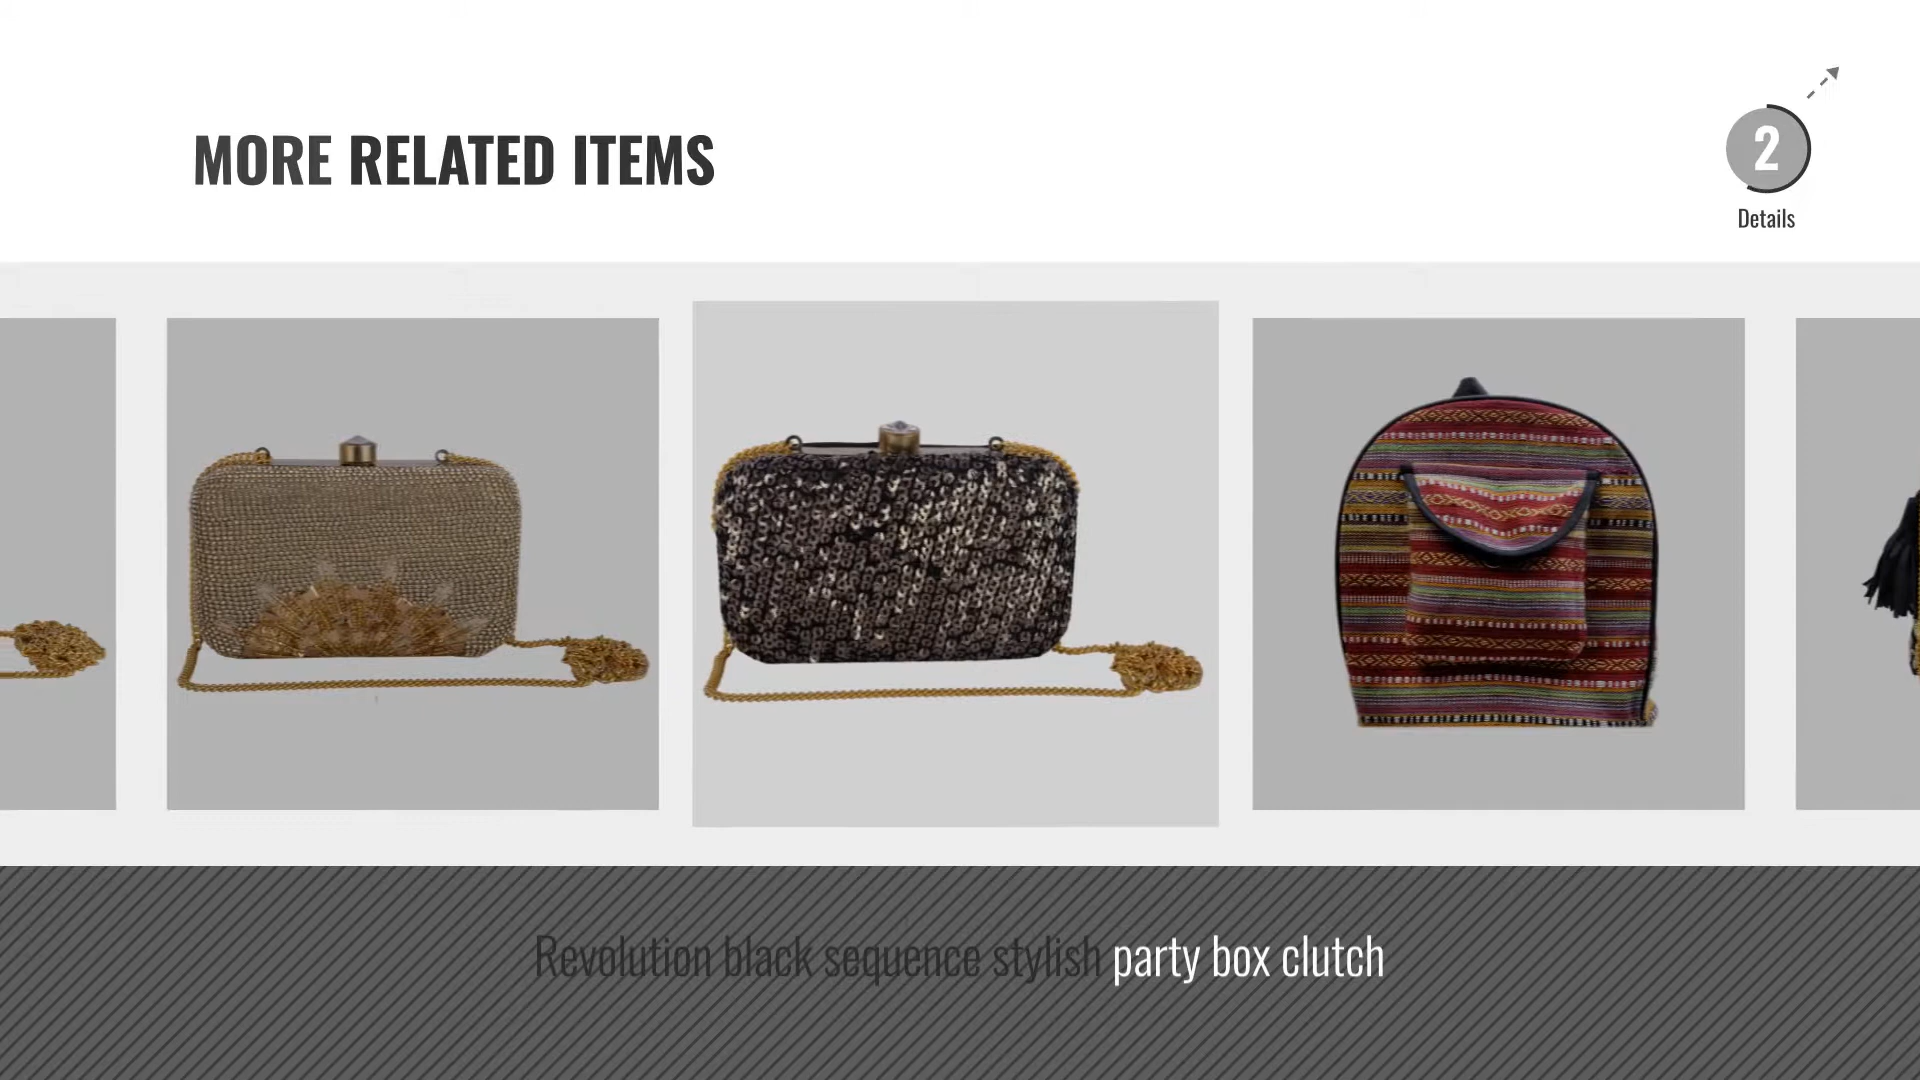 MORE RELATED ITEMS
2
Details
Revolution black sequence stylish party box clutch